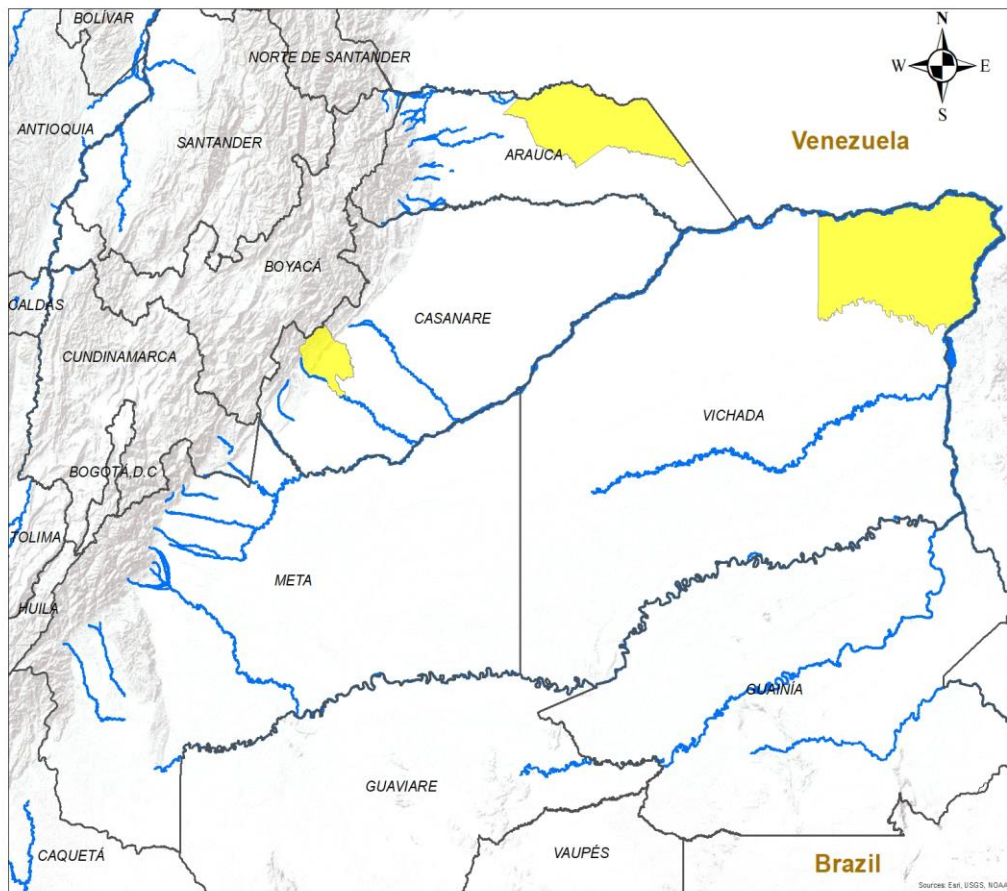 BOLÍVAR
N
NORTE DE SANTANDER
W
E
S
ANTIOQUIA
SANTANDER
ARAUCA
Venezuela
BOYACÁ
CALDAS
CASANARE
CUNDINAMARCA
VICHADA
BOGOTÁ D.C
TOLIMA
META
HUILA
GUAINÍA
GUAVIARE
CAQUETÁ
VAUPÉS
Brazil
Sources: Esri, USGS,